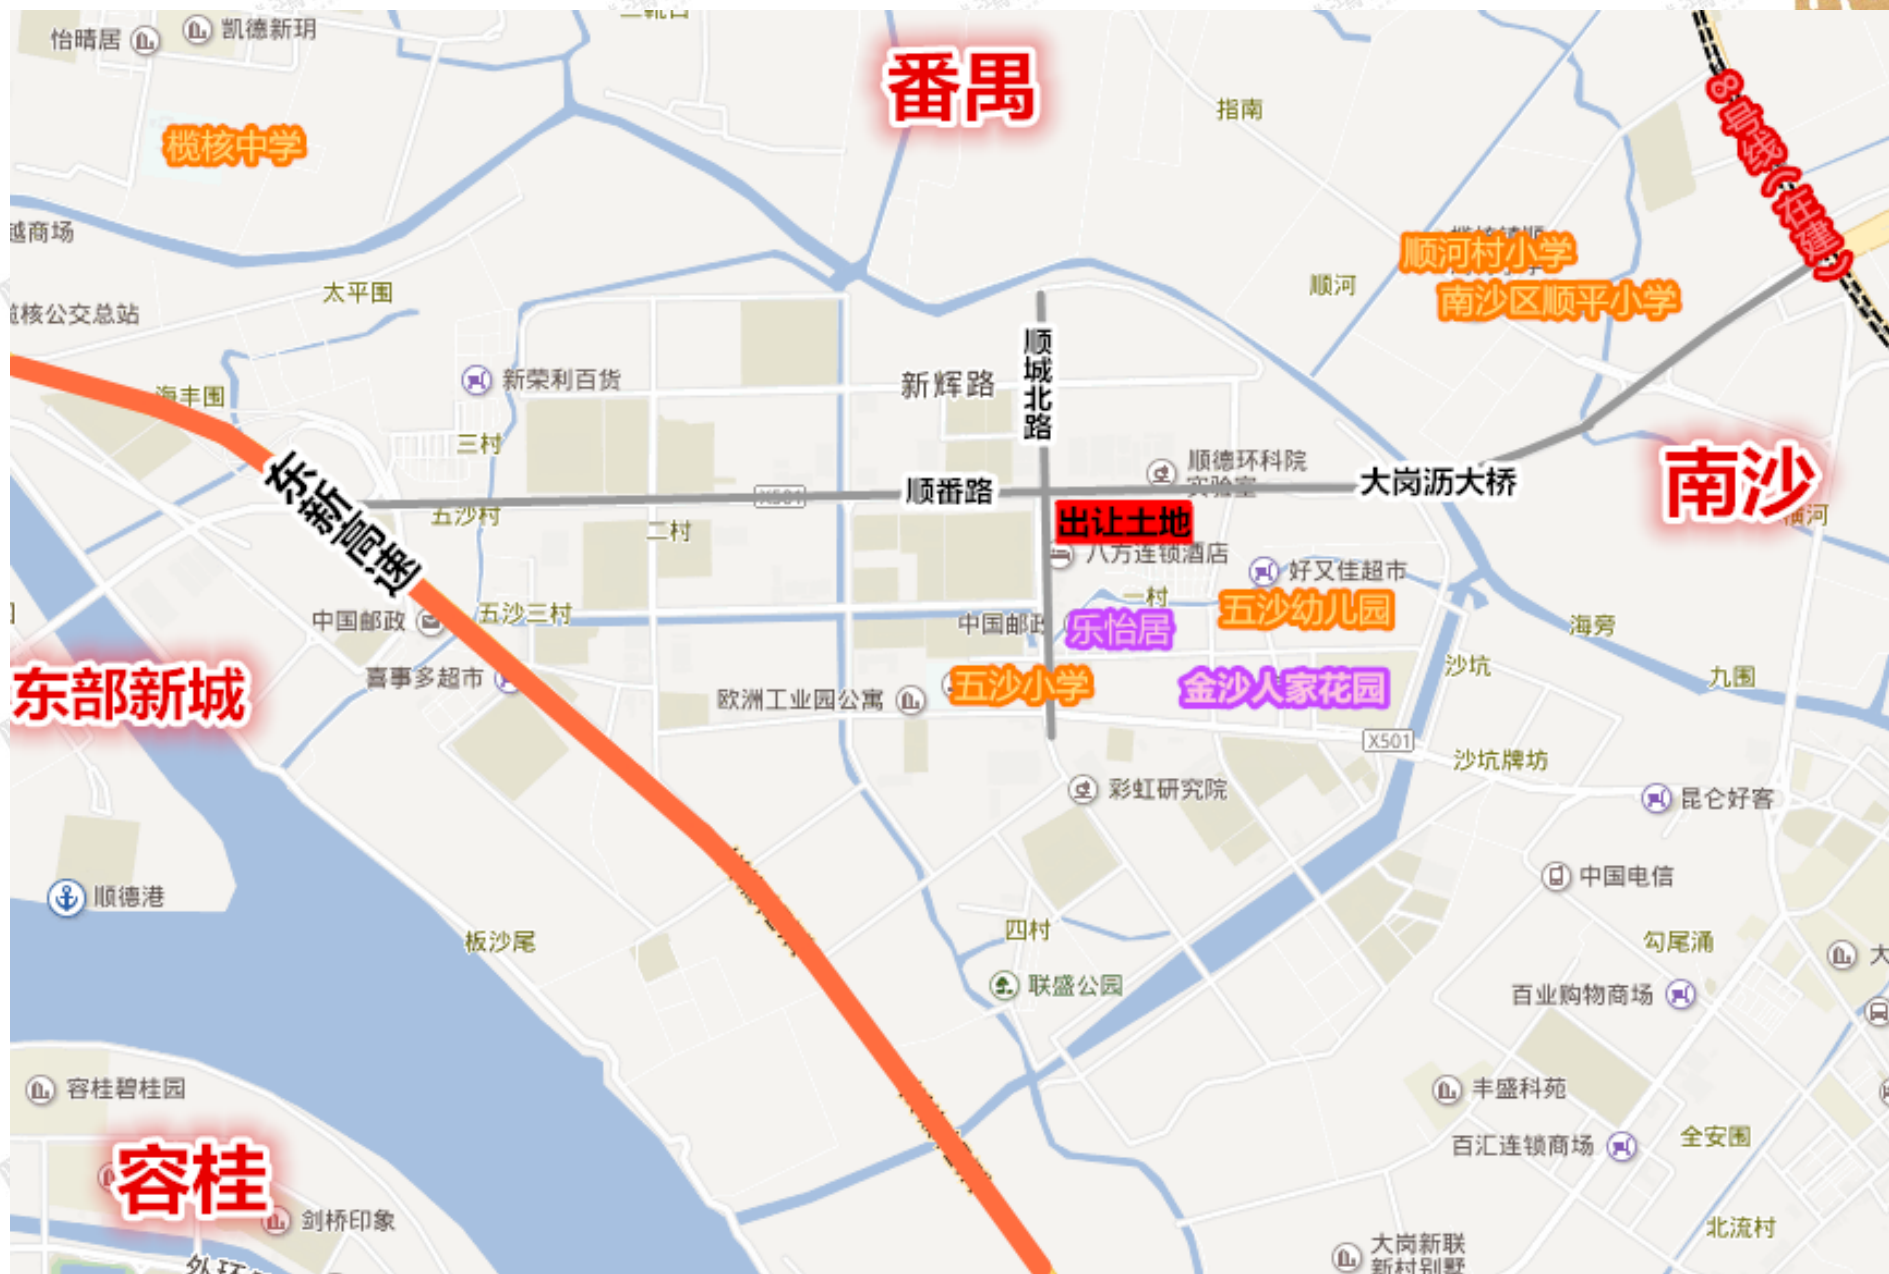 怡晴居
凯德新玥
番禺
指南
8号线(在建)
榄核中学
越商场
顺河村小学
太平围
顺河
南沙区顺平小学
核公交总站
顺城北路
新荣利百货
新辉路
海丰围
三村
顺德环科院
实验室
大岗沥大桥
南沙
东新高速
X501
顺番路
五沙村
二村
出让土地
横河
八方连锁酒店
好又佳超市
一村
五沙幼儿园
中国邮政
五沙三村
中国邮政
乐怡居
海旁
东部新城
喜事多超市
欧洲工业园公寓
五沙小学
金沙人家花园
沙坑
九围
X501
沙坑牌坊
彩虹研究院
昆仑好客
中国电信
顺德港
板沙尾
四村
勾尾涌
大
联盛公园
百业购物商场
容桂碧桂园
丰盛科苑
容桂
百汇连锁商场
全安围
剑桥印象
北流村
外环
大岗新联
新村别墅